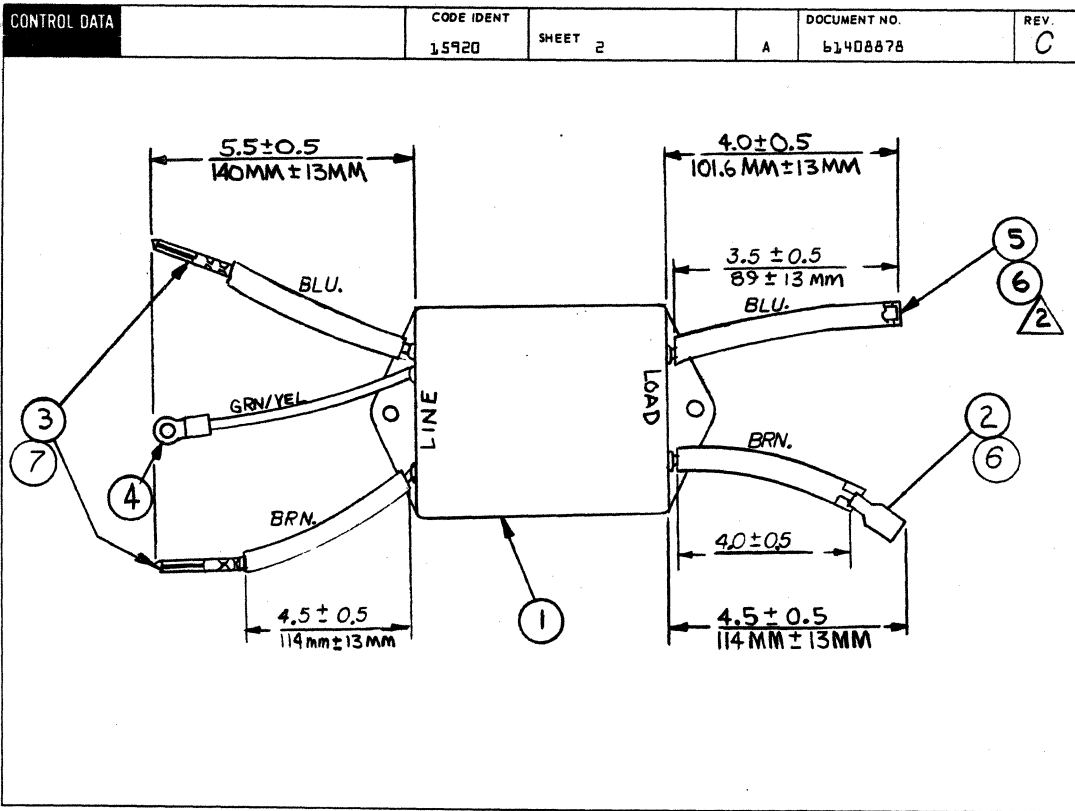 CONTROL DATA
CODE IDENT
15920
SHEET 2
A
DOCUMENT NO.
61408878
REV.
C
5.5±0.5
140MM±13MM
4.0±0.5
101.6 MM±13MM
3.5 ±0.5
89±13 mm
5
6
2
BLU.
BLU.
GRN/YEL
LINE
LOAD
3
7
4
BRN.
BRN.
2
6
4.0±0.5
1
4.5± 0.5
114mm±13MM
4.5± 0.5
114MM±13MM